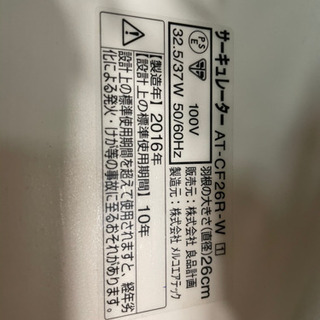 サーキュレーター AT-CF26R-W 1
PS
E
100V
32.5/37W 50/60Hz
羽根の大きさ(直径)26cm
販売元:株式会社 良品計画
製造元:株式会社 メルコエアテック
【製造年】2016年
【設計上の標準使用期間】10年
設計上の標準使用期間を超えて使用されますと、経年劣
化による発火・けが等の事故に至るおそれがあります。